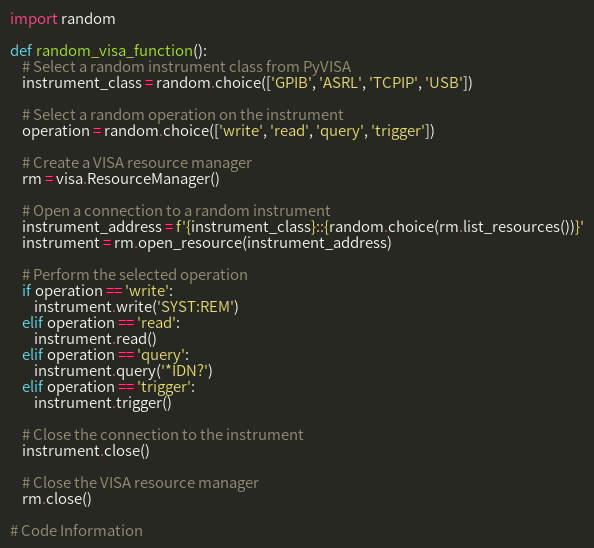 import random
def random_visa_function():
# Select a random instrument class from PyVISA
instrument_class = random.choice(['GPIB', 'ASRL', 'TCPIP', 'USB'])
# Select a random operation on the instrument
operation = random.choice(['write', 'read', 'query', 'trigger'])
# Create a VISA resource manager
rm = visa.ResourceManager()
# Open a connection to a random instrument
instrument_address = f'{instrument_class}::{random.choice(rm.list_resources())}'
instrument = rm.open_resource(instrument_address)
# Perform the selected operation
if operation == 'write':
instrument.write('SYST:REM')
elif operation == 'read':
instrument.read()
elif operation == 'query':
instrument.query('*IDN?')
elif operation == 'trigger':
instrument.trigger()
# Close the connection to the instrument
instrument.close()
# Close the VISA resource manager
rm.close()
# Code Information